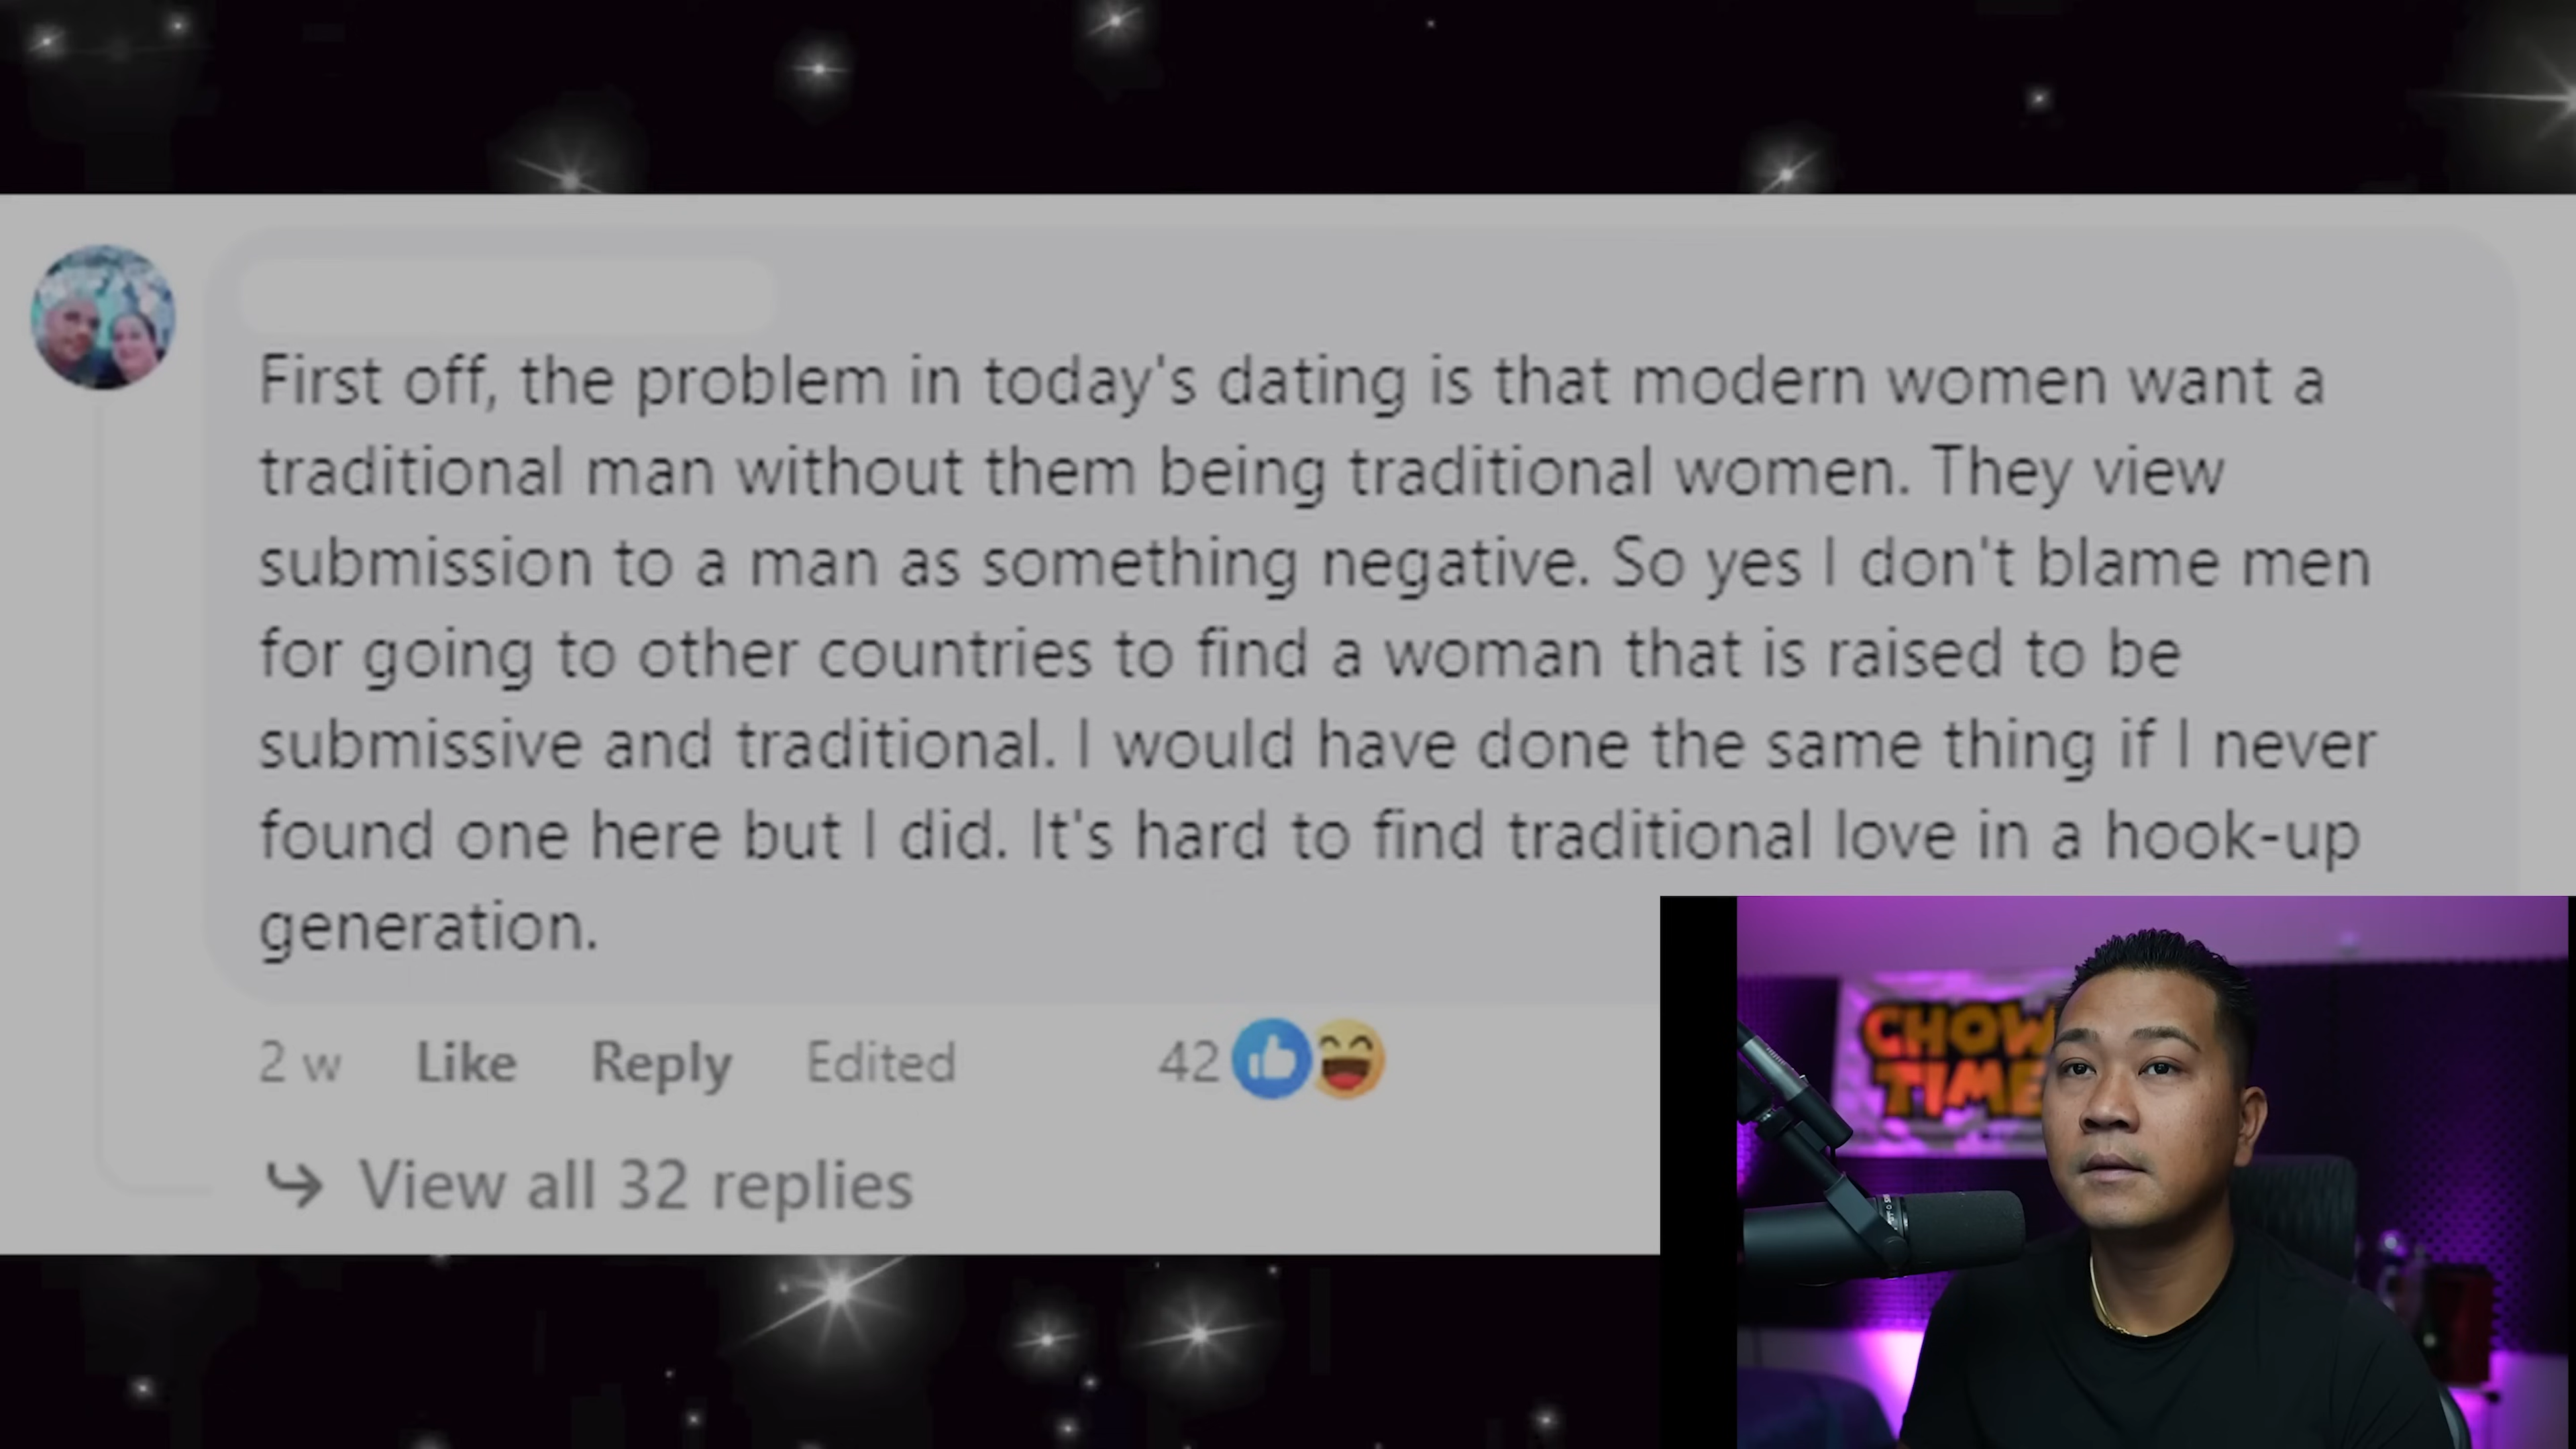 First off, the problem in today's dating is that modern women want a
traditional man without them being traditional women. They view
submission to a man as something negative. So yes I don't blame men
for going to other countries to find a woman that is raised to be
submissive and traditional. I would have done the same thing if I never
found one here but I did. It's hard to find traditional love in a hook-up
generation.
2 w Like Reply Edited 42
View all 32 replies
CHOW
TIME